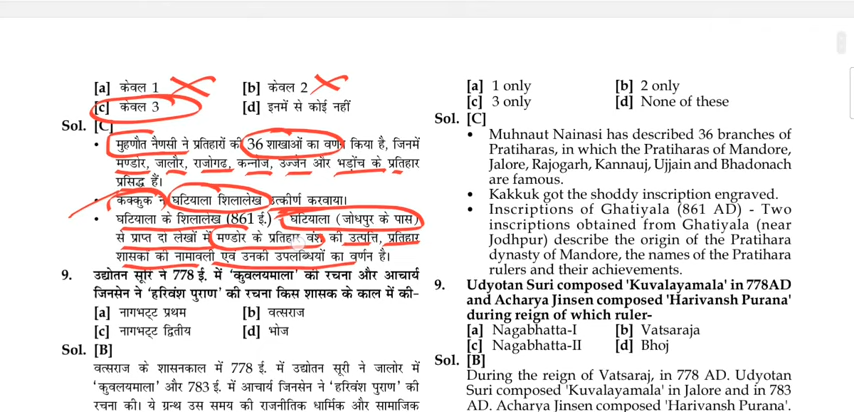 [a] केवल 1 [b] केवल 2
[c] केवल 3 [d] इनमें से कोई नहीं
Sol. [C]
• मुहणौत नैणसी ने प्रतिहारों की 36 शाखाओं का वर्णन किया है, जिनमें
मण्डोर, जालौर, राजोगढ, कन्नौज, उज्जैन और भड़ौच के प्रतिहार
प्रसिद्ध हैं।
• कक्कुक ने घटियाला शिलालेख उत्कीर्ण करवाया।
• घटियाला के शिलालेख (861 ई.) - घटियाला (जोधपुर के पास)
से प्राप्त दो लेखों में मण्डोर के प्रतिहार वंश की उत्पत्ति, प्रतिहार
शासकों की नामावली एवं उनकी उपलब्धियों का वर्णन है।
9. उद्योतन सूरि ने 778 ई. में 'कुवलयमाला' की रचना और आचार्य
जिनसेन ने 'हरिवंश पुराण' की रचना किस शासक के काल में की-
[a] नागभट्ट प्रथम [b] वत्सराज
[c] नागभट्ट द्वितीय [d] भोज
Sol. [B]
वत्सराज के शासनकाल में 778 ई. में उद्योतन सूरी ने जालोर में
'कुवलयमाला' और 783 ई. में आचार्य जिनसेन ने 'हरिवंश पुराण' की
रचना की। ये ग्रन्थ उस समय की राजनीतिक धार्मिक और सामाजिक
[a] 1 only [b] 2 only
[c] 3 only [d] None of these
Sol. [C]
• Muhnaut Nainasi has described 36 branches of
Pratiharas, in which the Pratiharas of Mandore,
Jalore, Rajogarh, Kannauj, Ujjain and Bhadonach
are famous.
• Kakkuk got the shoddy inscription engraved.
• Inscriptions of Ghatiyala (861 AD) - Two
inscriptions obtained from Ghatiyala (near
Jodhpur) describe the origin of the Pratihara
dynasty of Mandore, the names of the Pratihara
rulers and their achievements.
9. Udyotan Suri composed 'Kuvalayamala' in 778AD
and Acharya Jinsen composed 'Harivansh Purana'
during reign of which ruler-
[a] Nagabhatta-I [b] Vatsaraja
[c] Nagabhatta-II [d] Bhoj
Sol. [B]
During the reign of Vatsaraj, in 778 AD. Udyotan
Suri composed 'Kuvalayamala' in Jalore and in 783
AD. Acharya Jinsen composed 'Harivansh Purana'.